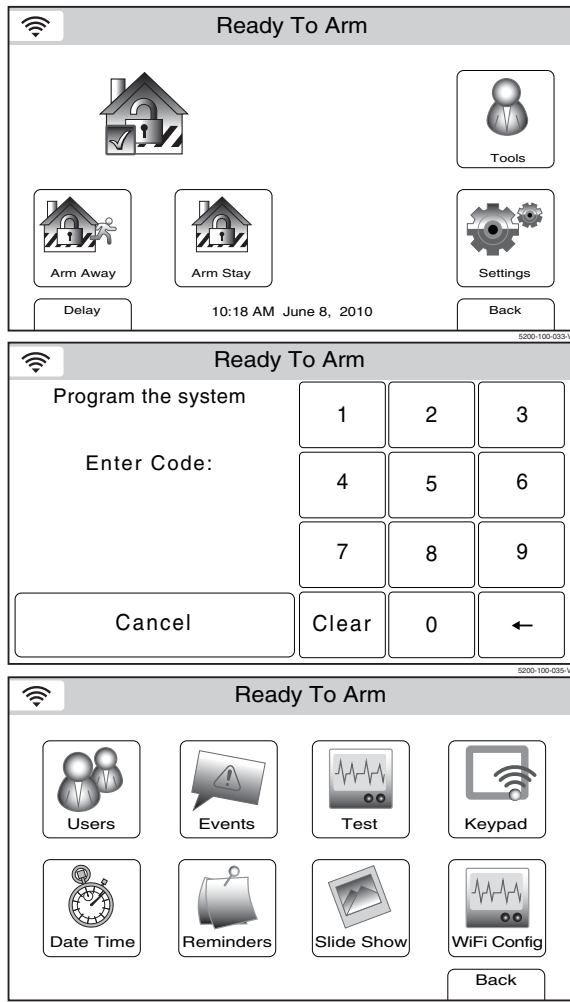 Ready To Arm
Tools
Arm Away
Arm Stay
Settings
Delay
10:18 AM June 8, 2010
Back
5200-100-033-V
Ready To Arm
Program the system
1 2 3
Enter Code:
4 5 6
7 8 9
Cancel
Clear 0 ←
5200-100-035-V
Ready To Arm
Users
Events
Test
Keypad
Date Time
Reminders
Slide Show
WiFi Config
Back